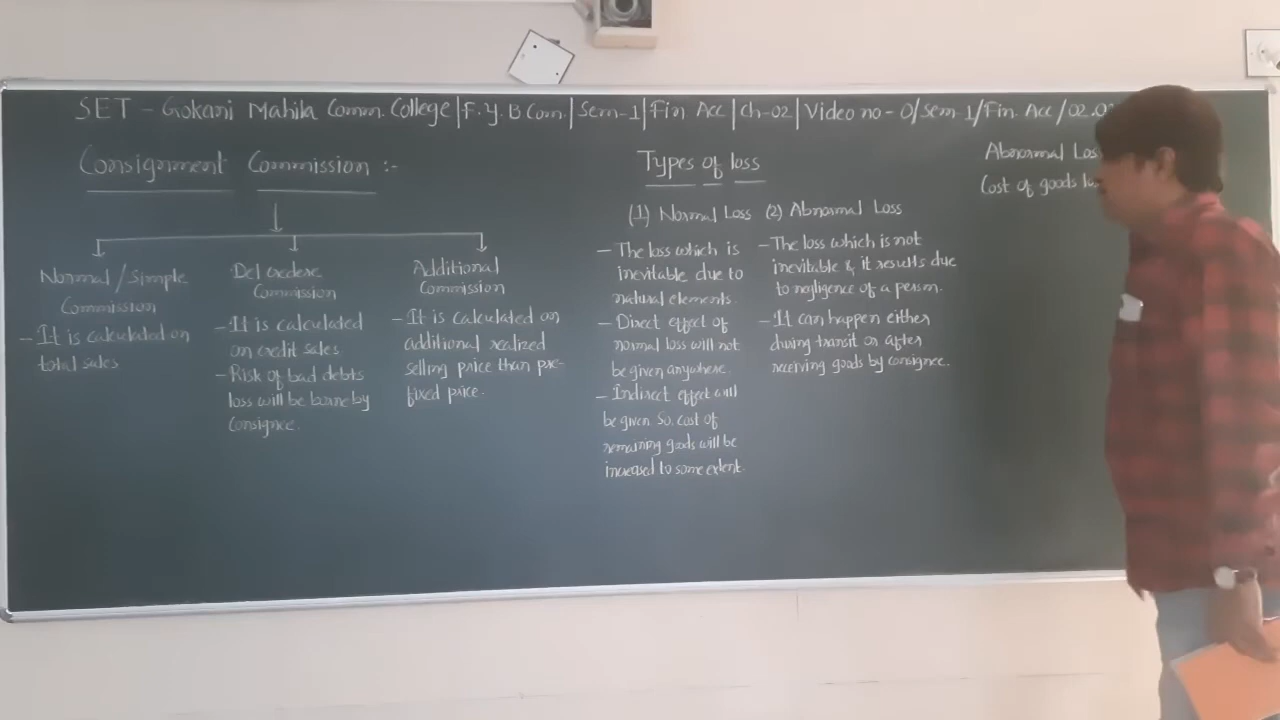 SET - Gokani Mahila Comm. College | F.Y.B Com. | Sem-1 | Fin Acc | Ch-02 | Video no - 0/Sem-1/Fin. Acc /02.0
Consignment Commission :-
Normal / Simple
Commission
- It is calculated on
total sales
Del credere
Commission
- It is calculated
on credit sales
- Risk of bad debts
loss will be borne by
consignee.
Additional
Commission
- It is calculated on
additional realized
selling price than pre-
fixed price.
Types of loss
(1) Normal Loss (2) Abnormal Loss
- The loss which is
inevitable due to
natural elements.
- Direct effect of
normal loss will not
be given anywhere.
- Indirect effect will
be given. So, cost of
remaining goods will be
increased to some extent.
- The loss which is not
inevitable & it results due
to negligence of a person.
- It can happen either
during transit or after
receiving goods by consignee.
Abnormal Los
Cost of goods